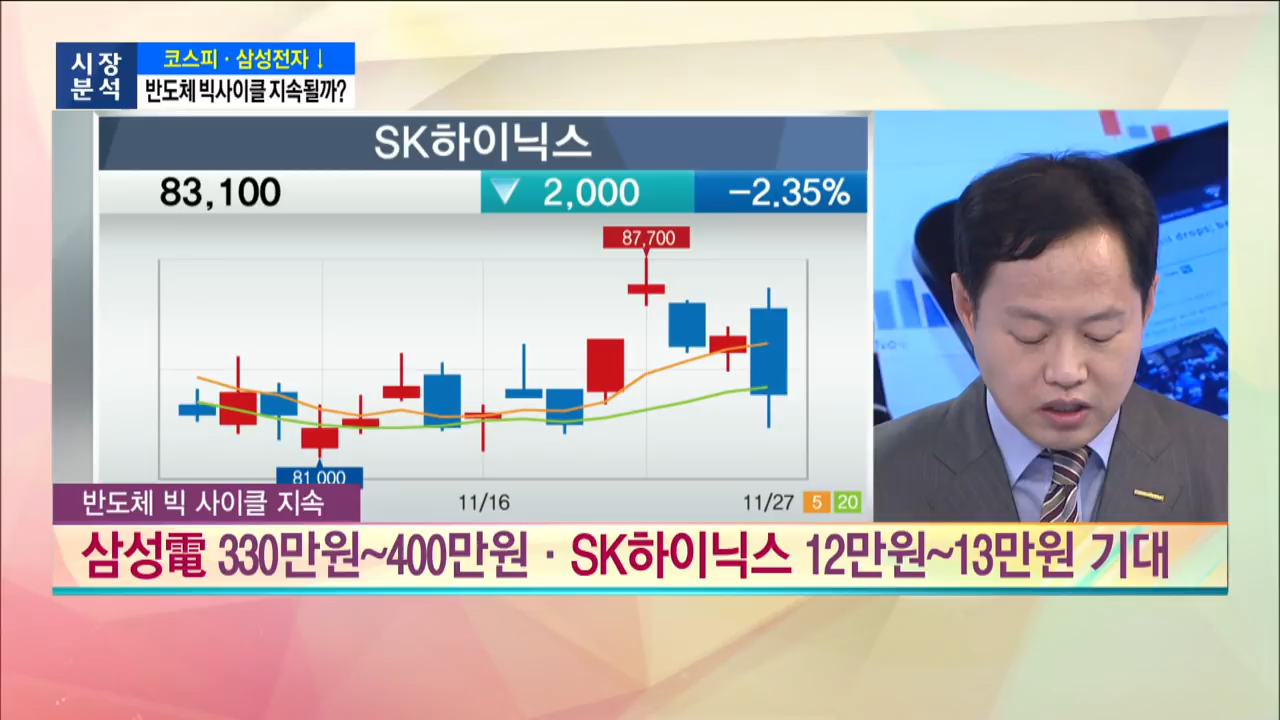 시장
분석
코스피 · 삼성전자 ↓
반도체 빅사이클 지속될까?
SK하이닉스
83,100 ▼ 2,000 -2.35%
87,700
81,000
반도체 빅 사이클 지속
11/16 11/27 5 20
삼성電 330만원~400만원 · SK하이닉스 12만원~13만원 기대